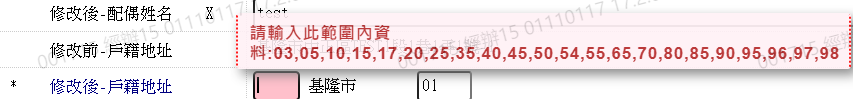 修改後-配偶姓名 X test
請輸入此範圍內資
料:03,05,10,15,17,20,25,35,40,45,50,54,55,65,70,80,85,90,95,96,97,98
修改前-戶籍地址
* 修改後-戶籍地址 基隆市 01